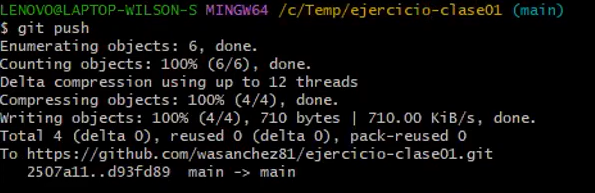 LENOVO@LAPTOP-WILSON-S MINGW64 /c/Temp/ejercicio-clase01 (main)
$ git push
Enumerating objects: 6, done.
Counting objects: 100% (6/6), done.
Delta compression using up to 12 threads
Compressing objects: 100% (4/4), done.
Writing objects: 100% (4/4), 710 bytes | 710.00 KiB/s, done.
Total 4 (delta 0), reused 0 (delta 0), pack-reused 0
To https://github.com/wasanchez81/ejercicio-clase01.git
   2507a11..d93fd89  main -> main